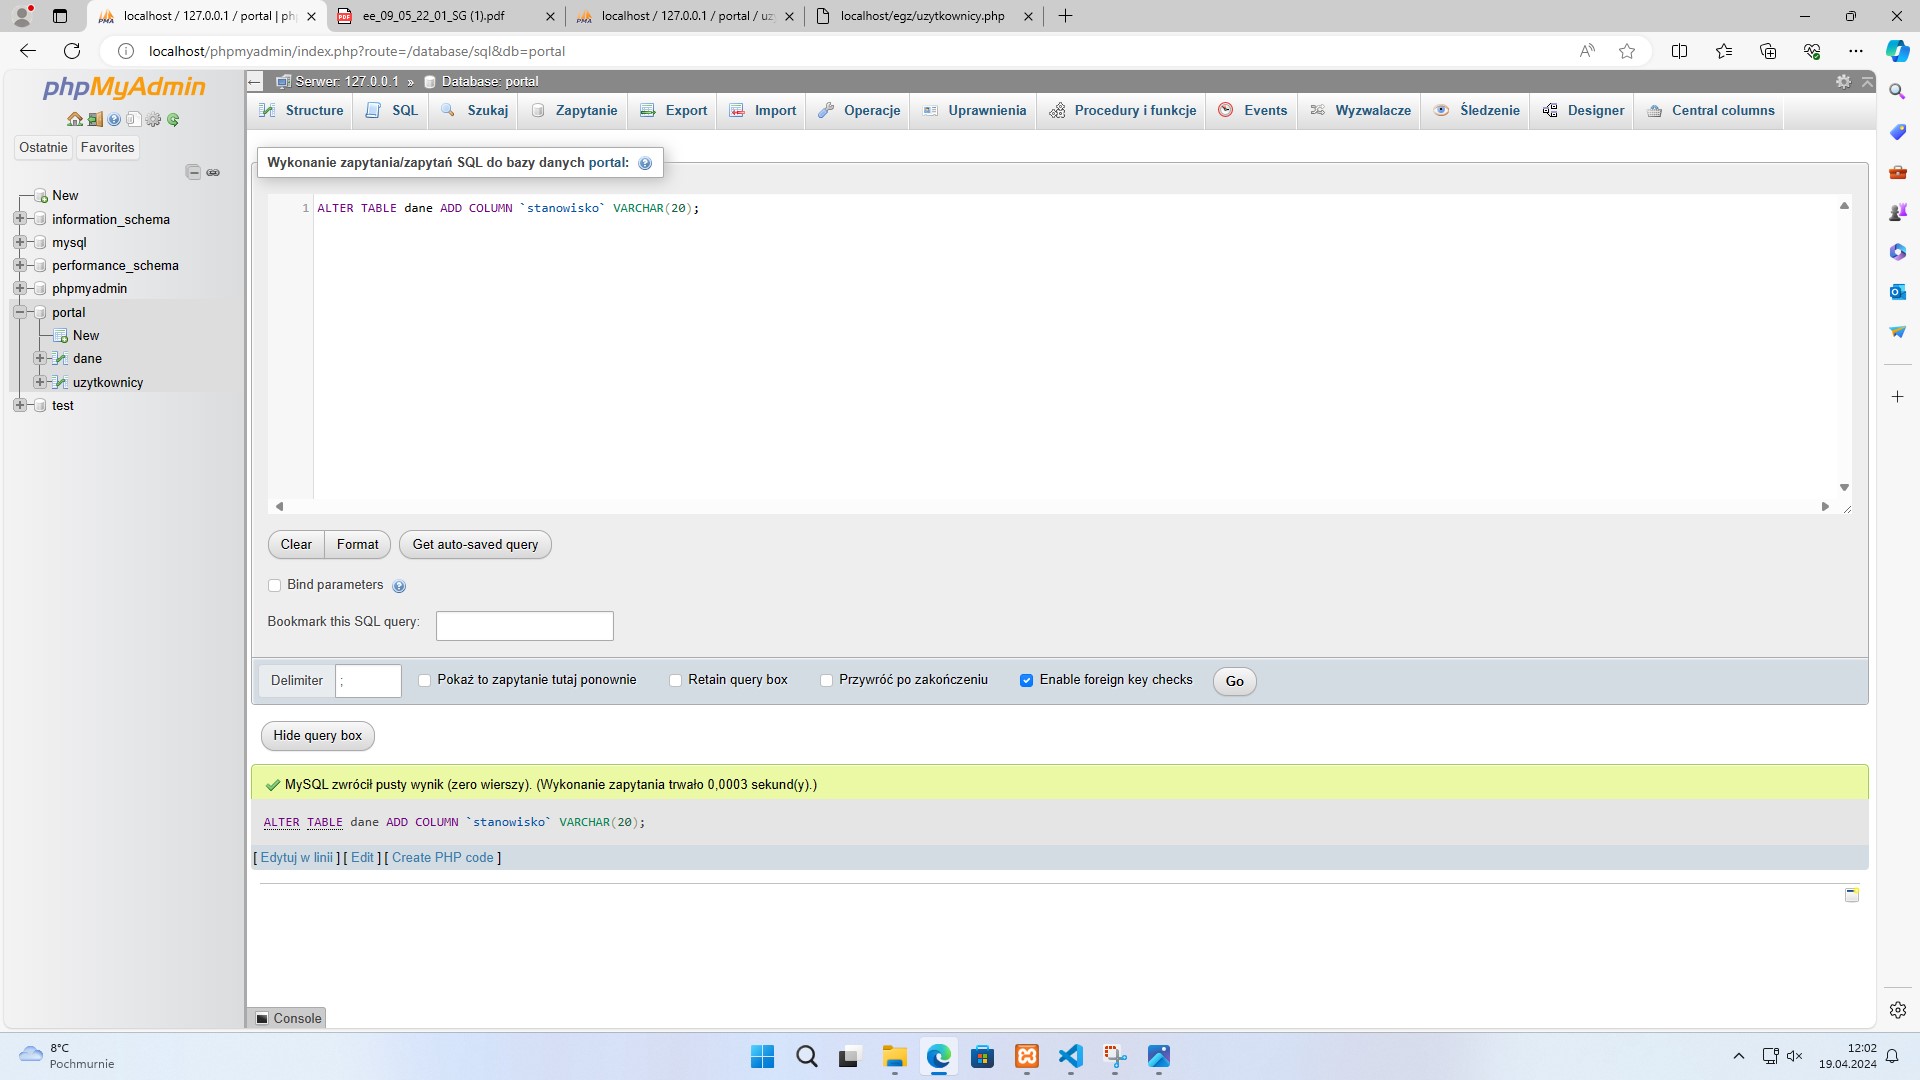 localhost / 127.0.0.1 / portal | ph
ee_09_05_22_01_SG (1).pdf
localhost / 127.0.0.1 / portal / uz
localhost/egz/uzytkownicy.php
localhost/phpmyadmin/index.php?route=/database/sql&db=portal
phpMyAdmin
Ostatnie
Favorites
New
information_schema
mysql
performance_schema
phpmyadmin
portal
New
dane
uzytkownicy
test
Serwer: 127.0.0.1 » Database: portal
Structure
SQL
Szukaj
Zapytanie
Export
Import
Operacje
Uprawnienia
Procedury i funkcje
Events
Wyzwalacze
Śledzenie
Designer
Central columns
Wykonanie zapytania/zapytań SQL do bazy danych portal:
1 ALTER TABLE dane ADD COLUMN `stanowisko` VARCHAR(20);
Clear
Format
Get auto-saved query
Bind parameters
Bookmark this SQL query:
Delimiter ;
Pokaż to zapytanie tutaj ponownie
Retain query box
Przywróć po zakończeniu
Enable foreign key checks
Go
Hide query box
MySQL zwrócił pusty wynik (zero wierszy). (Wykonanie zapytania trwało 0,0003 sekund(y).)
ALTER TABLE dane ADD COLUMN `stanowisko` VARCHAR(20);
[ Edytuj w linii ] [ Edit ] [ Create PHP code ]
Console
8°C
Pochmurnie
12:02
19.04.2024